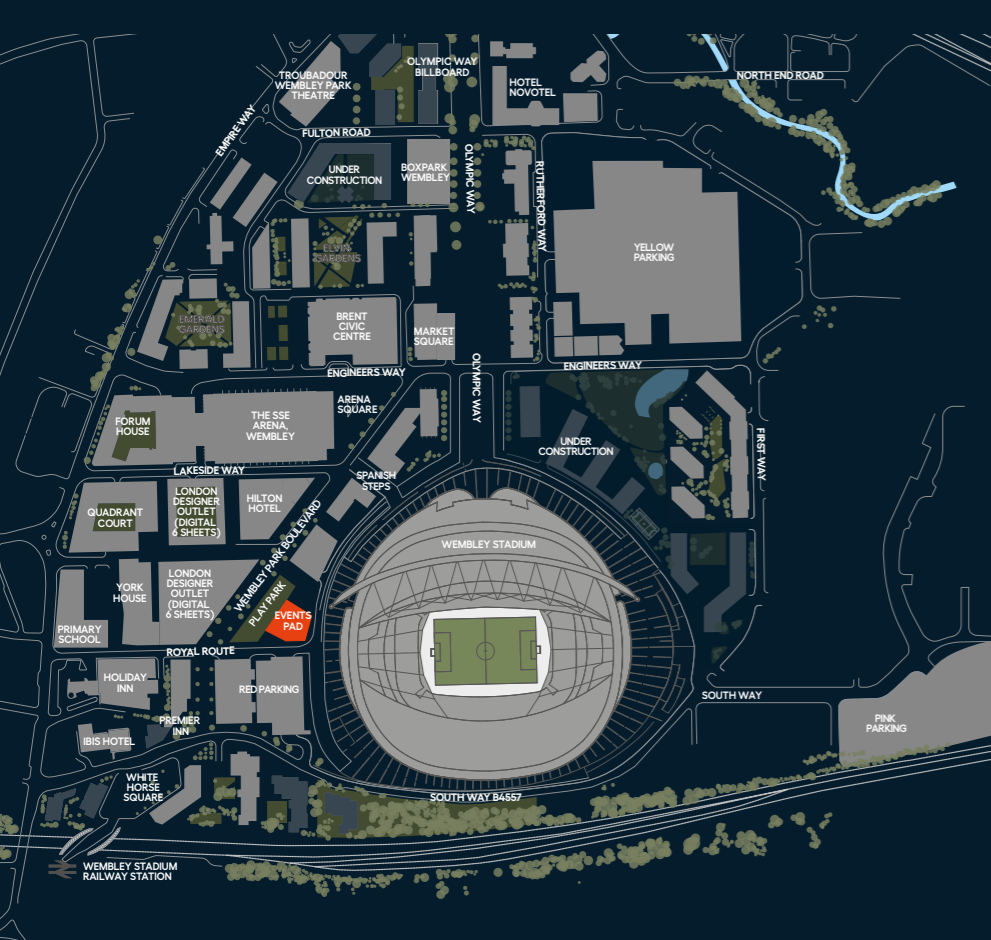 OLYMPIC WAY
BILLBOARD
TROUBADOUR
WEMBLEY PARK
THEATRE
HOTEL
NOVOTEL
NORTH END ROAD
EMPIRE WAY
FULTON ROAD
UNDER
CONSTRUCTION
BOXPARK
WEMBLEY
OLYMPIC WAY
RUTHERFORD WAY
ELVIN
GARDENS
YELLOW
PARKING
EMERALD
GARDENS
BRENT
CIVIC
CENTRE
MARKET
SQUARE
ENGINEERS WAY
ENGINEERS WAY
OLYMPIC WAY
ARENA
SQUARE
FORUM
HOUSE
THE SSE
ARENA,
WEMBLEY
UNDER
CONSTRUCTION
FIRST WAY
LAKESIDE WAY
SPANISH
STEPS
QUADRANT
COURT
LONDON
DESIGNER
OUTLET
(DIGITAL
6 SHEETS)
HILTON
HOTEL
WEMBLEY PARK BOULEVARD
WEMBLEY STADIUM
YORK
HOUSE
LONDON
DESIGNER
OUTLET
(DIGITAL
6 SHEETS)
PLAY PARK
EVENTS
PAD
PRIMARY
SCHOOL
ROYAL ROUTE
HOLIDAY
INN
RED PARKING
SOUTH WAY
PREMIER
INN
PINK
PARKING
IBIS HOTEL
WHITE
HORSE
SQUARE
SOUTH WAY B4557
WEMBLEY STADIUM
RAILWAY STATION